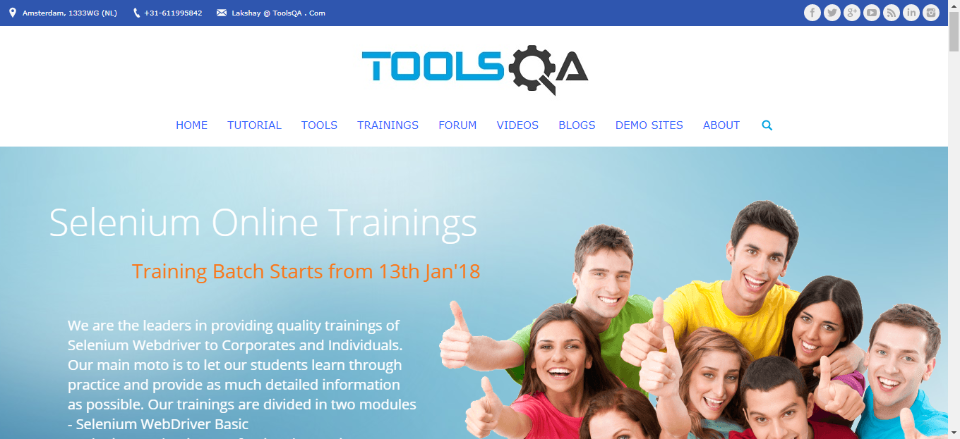 Amsterdam, 1333WG (NL) +31-611995842 Lakshay @ ToolsQA . Com
TOOLSQA
HOME TUTORIAL TOOLS TRAININGS FORUM VIDEOS BLOGS DEMO SITES ABOUT
Selenium Online Trainings
Training Batch Starts from 13th Jan'18
We are the leaders in providing quality trainings of
Selenium Webdriver to Corporates and Individuals.
Our main moto is to let our students learn through
practice and provide as much detailed information
as possible. Our trainings are divided in two modules
- Selenium WebDriver Basic